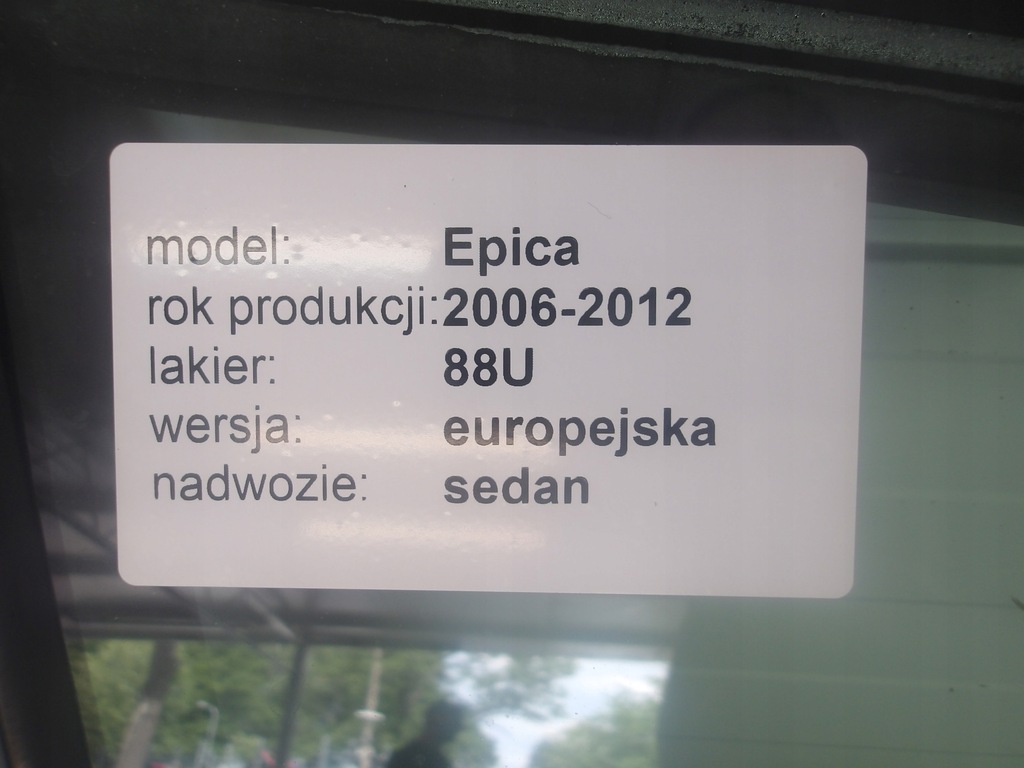 model: Epica
rok produkcji:2006-2012
lakier: 88U
wersja: europejska
nadwozie: sedan